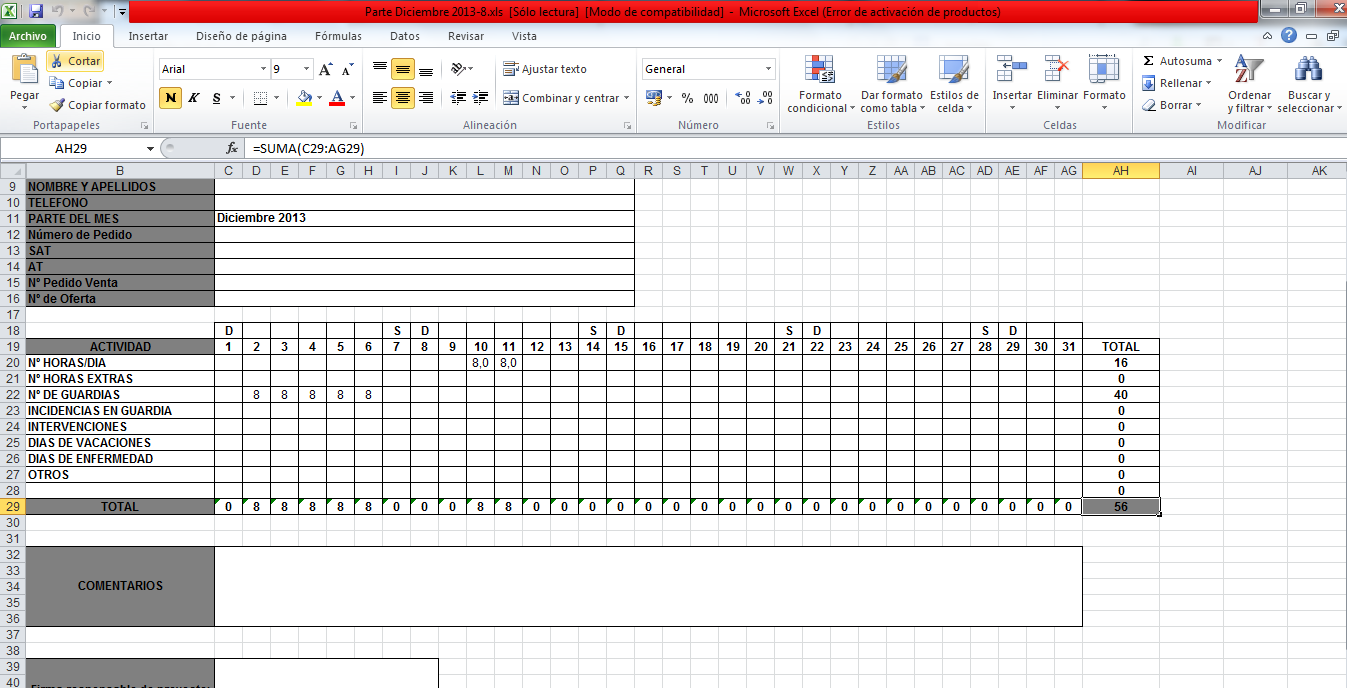 Parte Diciembre 2013-8.xls [Sólo lectura] [Modo de compatibilidad] - Microsoft Excel (Error de activación de productos)
Archivo Inicio Insertar Diseño de página Fórmulas Datos Revisar Vista
Pegar
Cortar
Copiar
Copiar formato
Portapapeles
Arial 9
N K S
Fuente
Ajustar texto
Combinar y centrar
Alineación
General
% 000
Número
Formato condicional
Dar formato como tabla
Estilos de celda
Estilos
Insertar Eliminar Formato
Celdas
Autosuma
Rellenar
Borrar
Ordenar y filtrar
Buscar y seleccionar
Modificar
AH29 fx =SUMA(C29:AG29)
B C D E F G H I J K L M N O P Q R S T U V W X Y Z AA AB AC AD AE AF AG AH AI AJ AK
9 NOMBRE Y APELLIDOS
10 TELEFONO
11 PARTE DEL MES Diciembre 2013
12 Número de Pedido
13 SAT
14 AT
15 Nº Pedido Venta
16 Nº de Oferta
17
18 D S D S D S D S D
19 ACTIVIDAD 1 2 3 4 5 6 7 8 9 10 11 12 13 14 15 16 17 18 19 20 21 22 23 24 25 26 27 28 29 30 31 TOTAL
20 Nº HORAS/DIA 8,0 8,0 16
21 Nº HORAS EXTRAS 0
22 Nº DE GUARDIAS 8 8 8 8 8 40
23 INCIDENCIAS EN GUARDIA 0
24 INTERVENCIONES 0
25 DIAS DE VACACIONES 0
26 DIAS DE ENFERMEDAD 0
27 OTROS 0
28 0
29 TOTAL 0 8 8 8 8 8 0 0 0 8 8 0 0 0 0 0 0 0 0 0 0 0 0 0 0 0 0 0 0 0 0 56
30
31
32
33
34 COMENTARIOS
35
36
37
38
39
40